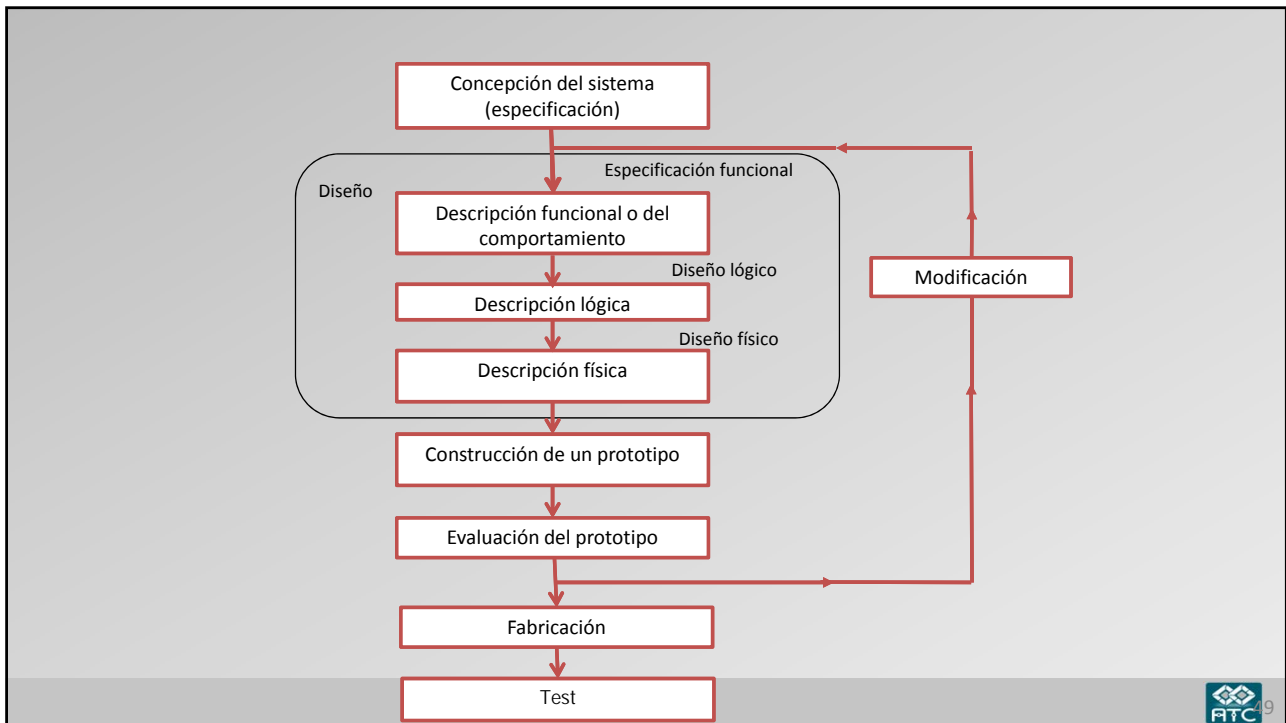 Concepción del sistema
(especificación)
Especificación funcional
Diseño
Descripción funcional o del
comportamiento
Diseño lógico
Modificación
Descripción lógica
Diseño físico
Descripción física
Construcción de un prototipo
Evaluación del prototipo
Fabricación
Test
ATC
49